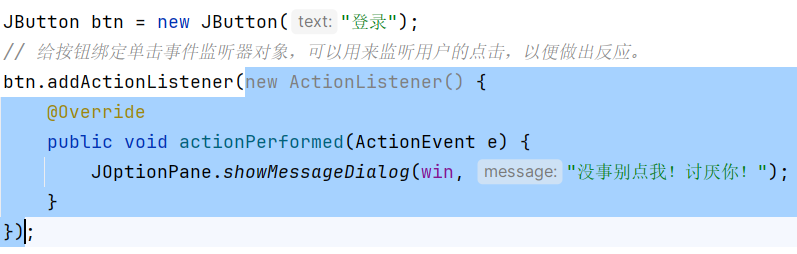 JButton btn = new JButton( text: "登录");
// 给按钮绑定单击事件监听器对象，可以用来监听用户的点击，以便做出反应。
btn.addActionListener(new ActionListener() {
    @Override
    public void actionPerformed(ActionEvent e) {
        JOptionPane.showMessageDialog(win, message: "没事别点我！讨厌你！");
    }
});